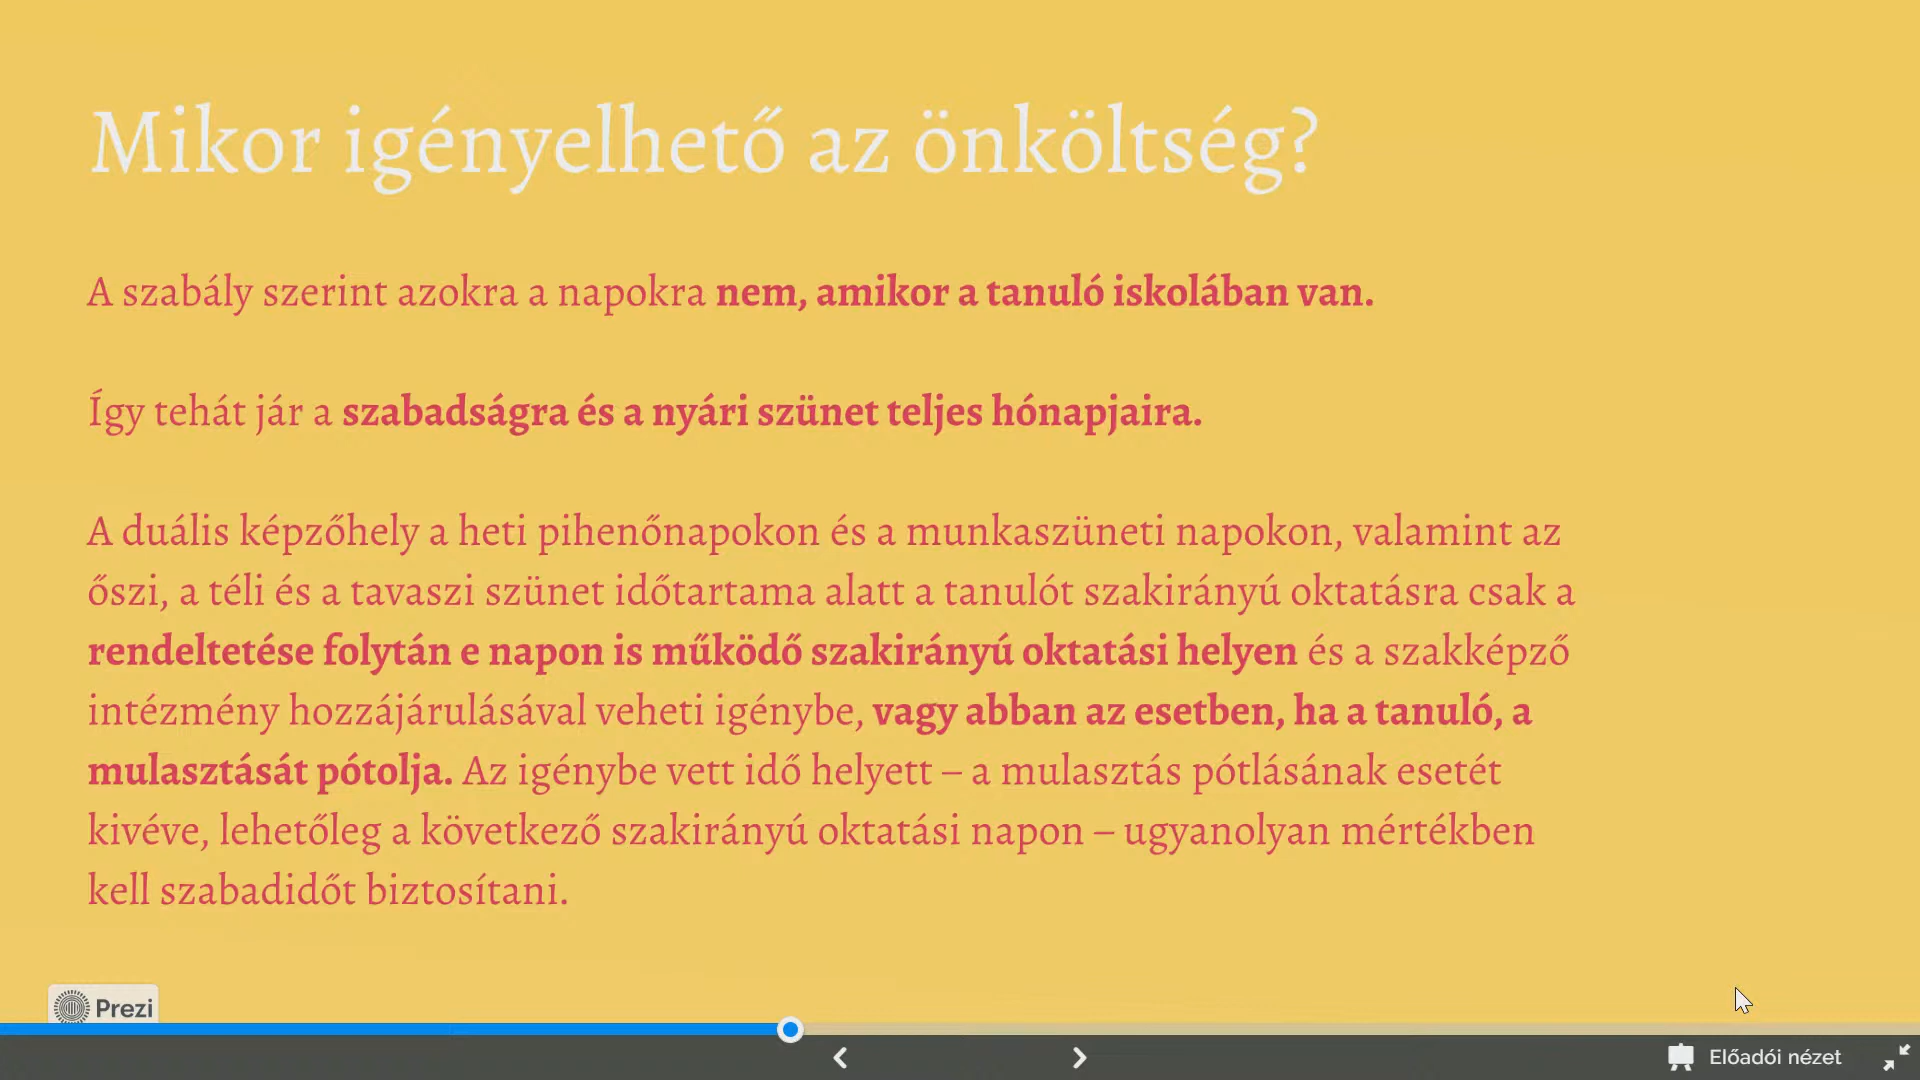 Mikor igényelhető az önköltség?
A szabály szerint azokra a napokra nem, amikor a tanuló iskolában van.
Így tehát jár a szabadságra és a nyári szünet teljes hónapjaira.
A duális képzőhely a heti pihenőnapokon és a munkaszüneti napokon, valamint az
őszi, a téli és a tavaszi szünet időtartama alatt a tanulót szakirányú oktatásra csak a
rendeltetése folytán e napon is működő szakirányú oktatási helyen és a szakképző
intézmény hozzájárulásával veheti igénybe, vagy abban az esetben, ha a tanuló, a
mulasztását pótolja. Az igénybe vett idő helyett – a mulasztás pótlásának esetét
kivéve, lehetőleg a következő szakirányú oktatási napon – ugyanolyan mértékben
kell szabadidőt biztosítani.
Prezi
Előadói nézet